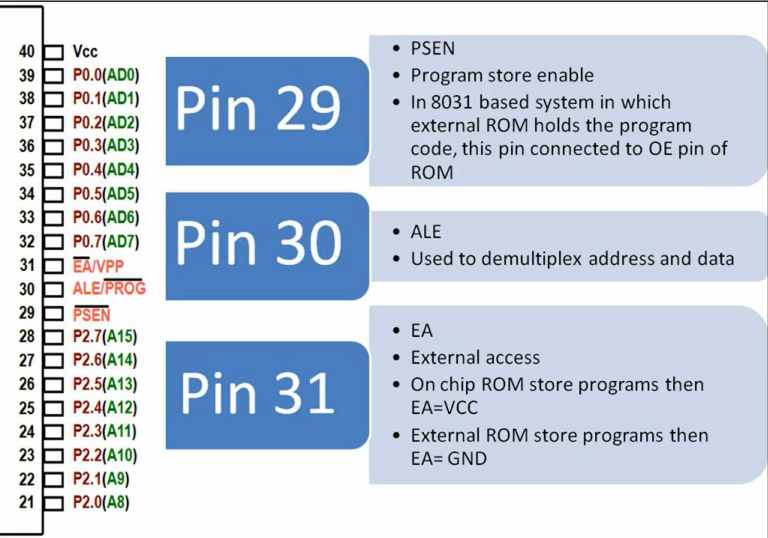 40 Vcc
39 P0.0(AD0)
38 P0.1(AD1)
37 P0.2(AD2)
36 P0.3(AD3)
35 P0.4(AD4)
34 P0.5(AD5)
33 P0.6(AD6)
32 P0.7(AD7)
31 E̅A̅/VPP
30 ALE/P̅R̅O̅G̅
29 P̅S̅E̅N̅
28 P2.7(A15)
27 P2.6(A14)
26 P2.5(A13)
25 P2.4(A12)
24 P2.3(A11)
23 P2.2(A10)
22 P2.1(A9)
21 P2.0(A8)
Pin 29
• PSEN
• Program store enable
• In 8031 based system in which
external ROM holds the program
code, this pin connected to OE pin of
ROM
Pin 30
• ALE
• Used to demultiplex address and data
Pin 31
• EA
• External access
• On chip ROM store programs then
EA=VCC
• External ROM store programs then
EA= GND